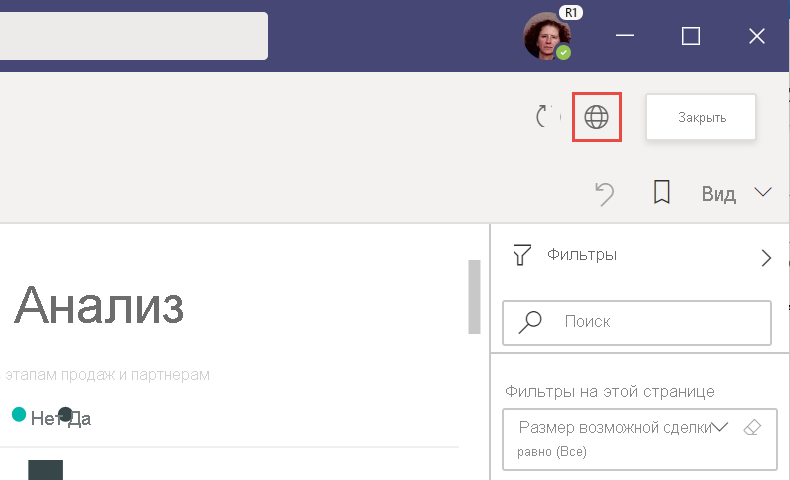 R1
Закрыть
Вид
Фильтры
Анализ
Поиск
этапам продаж и партнерам
Фильтры на этой странице
Нет Да
Размер возможной сделки
равно (Все)